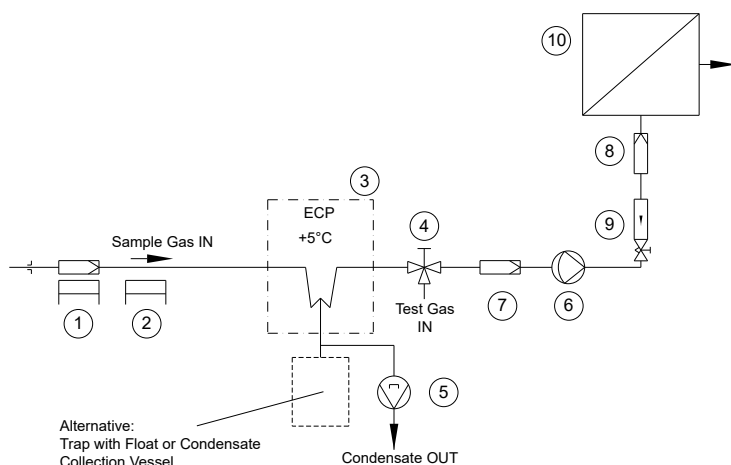 10
8
3
ECP
+5°C
4
9
Sample Gas IN
1
2
Test Gas
IN
7
6
5
Alternative:
Trap with Float or Condensate
Collection Vessel
Condensate OUT